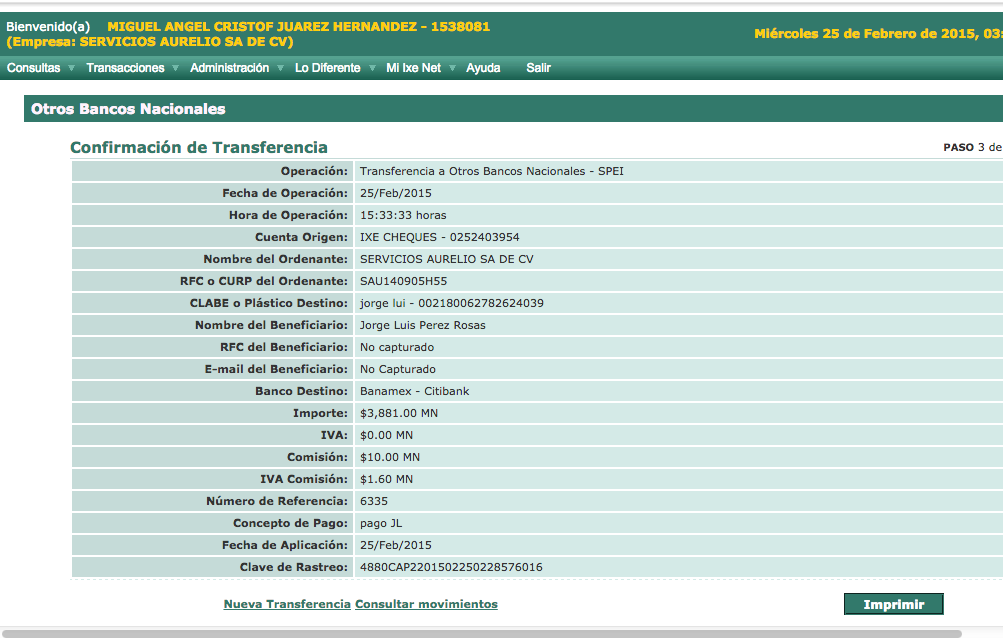 Bienvenido(a) MIGUEL ANGEL CRISTOF JUAREZ HERNANDEZ - 1538081
(Empresa: SERVICIOS AURELIO SA DE CV)
Miércoles 25 de Febrero de 2015, 03:
Consultas Transacciones Administración Lo Diferente Mi Ixe Net Ayuda Salir
Otros Bancos Nacionales
Confirmación de Transferencia PASO 3 de
Operación: Transferencia a Otros Bancos Nacionales - SPEI
Fecha de Operación: 25/Feb/2015
Hora de Operación: 15:33:33 horas
Cuenta Origen: IXE CHEQUES - 0252403954
Nombre del Ordenante: SERVICIOS AURELIO SA DE CV
RFC o CURP del Ordenante: SAU140905H55
CLABE o Plástico Destino: jorge lui - 002180062782624039
Nombre del Beneficiario: Jorge Luis Perez Rosas
RFC del Beneficiario: No capturado
E-mail del Beneficiario: No Capturado
Banco Destino: Banamex - Citibank
Importe: $3,881.00 MN
IVA: $0.00 MN
Comisión: $10.00 MN
IVA Comisión: $1.60 MN
Número de Referencia: 6335
Concepto de Pago: pago JL
Fecha de Aplicación: 25/Feb/2015
Clave de Rastreo: 4880CAP2201502250228576016
Nueva Transferencia Consultar movimientos Imprimir